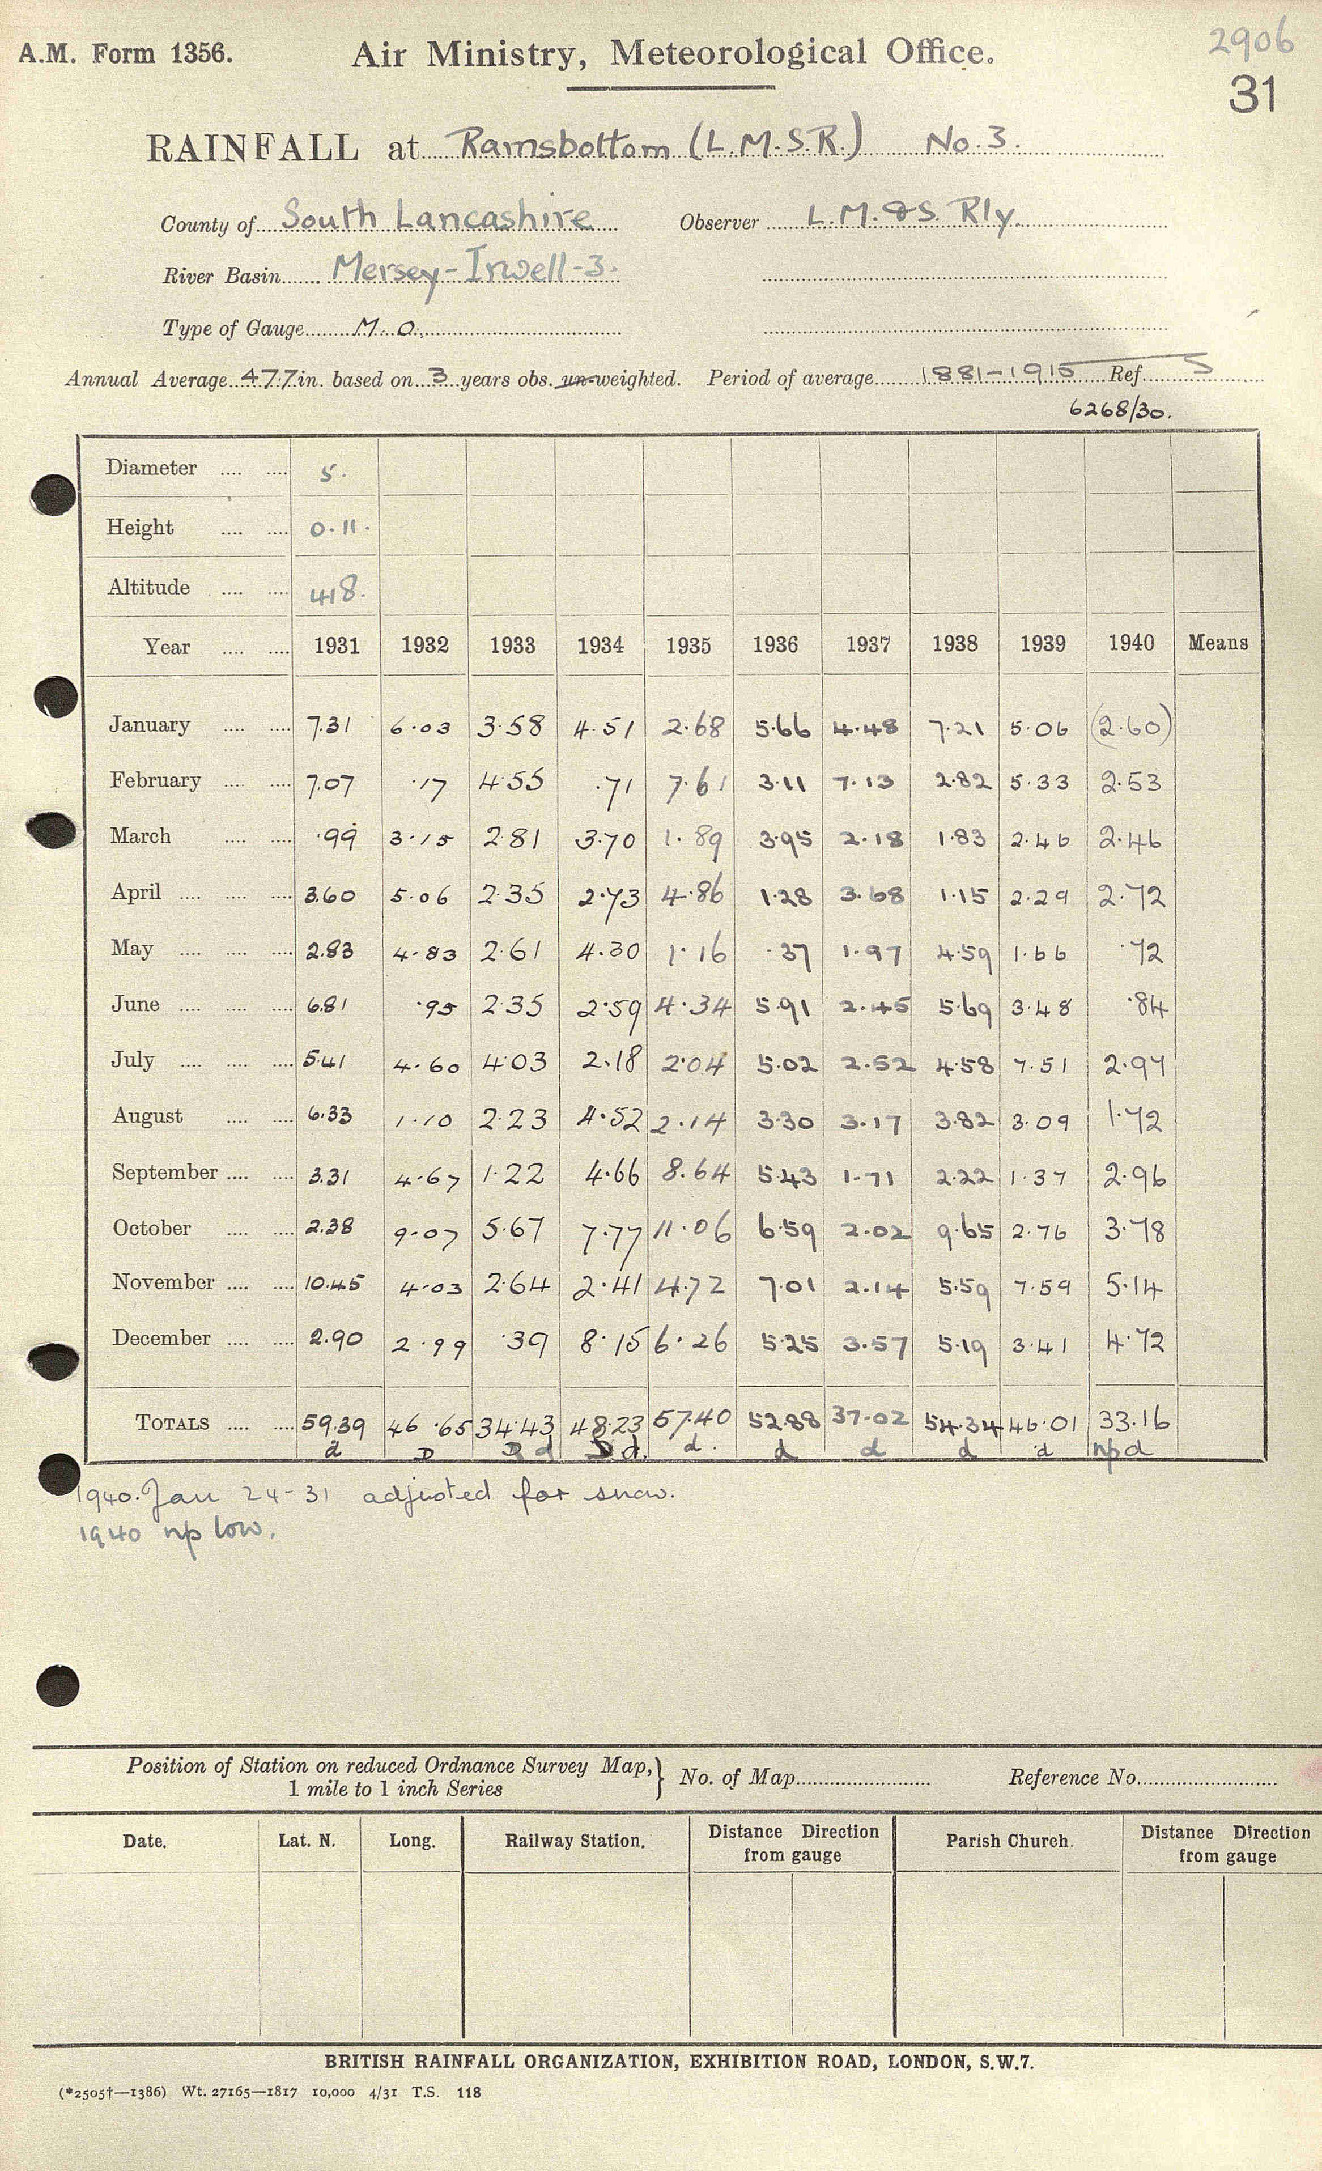 A.M. Form 1356. Air Ministry, Meteorological Office. 2906
31
RAINFALL at Ramsbottom (L.M.S.R.) No. 3.
County of South Lancashire Observer L.M.&S. Rly.
River Basin Mersey-Irwell-3.
Type of Gauge M.O.
Annual Average 47.7 in. based on 3 years obs. un-weighted. Period of average 1881-1915 Ref. S
6268/30.
Diameter 5.
Height 0.11.
Altitude 418.
Year 1931 1932 1933 1934 1935 1936 1937 1938 1939 1940 Means
January 7.31 6.03 3.58 4.51 2.68 5.66 4.48 7.21 5.06 (2.60)
February 7.07 .17 4.55 .71 7.61 3.11 7.13 2.82 5.33 2.53
March .99 3.15 2.81 3.70 1.89 3.95 2.18 1.83 2.46 2.46
April 3.60 5.06 2.35 2.73 4.86 1.28 3.68 1.15 2.29 2.72
May 2.83 4.83 2.61 4.30 1.16 .37 1.97 4.59 1.66 .72
June 6.81 .95 2.35 2.59 4.34 5.91 2.45 5.69 3.48 .84
July 5.41 4.60 4.03 2.18 2.04 5.02 2.52 4.58 7.51 2.97
August 6.33 1.10 2.23 4.52 2.14 3.30 3.17 3.82 3.09 1.72
September 3.31 4.67 1.22 4.66 8.64 5.43 1.71 2.22 1.37 2.96
October 2.38 9.07 5.67 7.77 11.06 6.59 2.02 9.65 2.76 3.78
November 10.45 4.03 2.64 2.41 4.72 7.01 2.14 5.59 7.59 5.14
December 2.90 2.99 .39 8.15 6.26 5.25 3.57 5.19 3.41 4.72
TOTALS 59.39 46.65 34.43 48.23 57.40 52.88 37.02 54.34 46.01 33.16
d D D d D d. d. d d d d np d
1940. Jan 24-31 adjusted for snow.
1940 np low.
Position of Station on reduced Ordnance Survey Map, } No. of Map Reference No.
1 mile to 1 inch Series
Date. Lat. N. Long. Railway Station. Distance Direction from gauge Parish Church. Distance Direction from gauge
BRITISH RAINFALL ORGANIZATION, EXHIBITION ROAD, LONDON, S.W.7.
(*2505†—1386) Wt. 27165—1817 10,000 4/31 T.S. 118